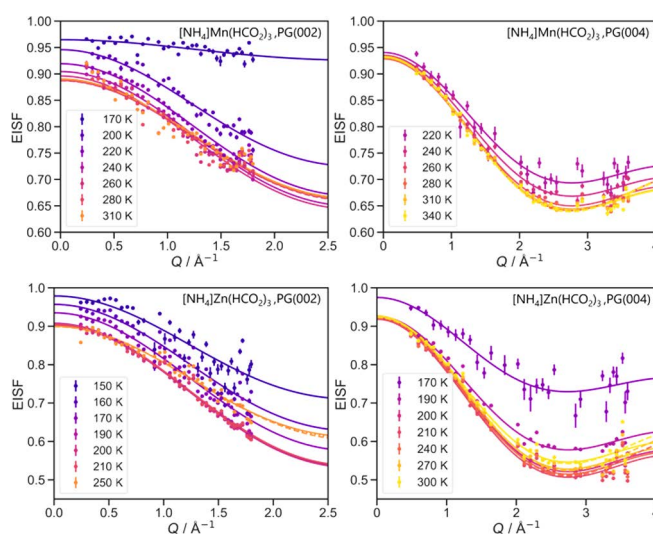 [NH₄]Mn(HCO₂)₃,PG(002)
1.00
0.95
0.90
0.85
0.80
0.75
0.70
0.65
0.60
EISF
170 K
200 K
220 K
240 K
260 K
280 K
310 K
0.0 0.5 1.0 1.5 2.0 2.5
Q / Å⁻¹
[NH₄]Mn(HCO₂)₃,PG(004)
1.00
0.95
0.90
0.85
0.80
0.75
0.70
0.65
0.60
EISF
220 K
240 K
260 K
280 K
310 K
340 K
0 1 2 3 4
Q / Å⁻¹
[NH₄]Zn(HCO₂)₃,PG(002)
1.0
0.9
0.8
0.7
0.6
0.5
EISF
150 K
160 K
170 K
190 K
200 K
210 K
250 K
0.0 0.5 1.0 1.5 2.0 2.5
Q / Å⁻¹
[NH₄]Zn(HCO₂)₃,PG(004)
1.0
0.9
0.8
0.7
0.6
0.5
EISF
170 K
190 K
200 K
210 K
240 K
270 K
300 K
0 1 2 3 4
Q / Å⁻¹